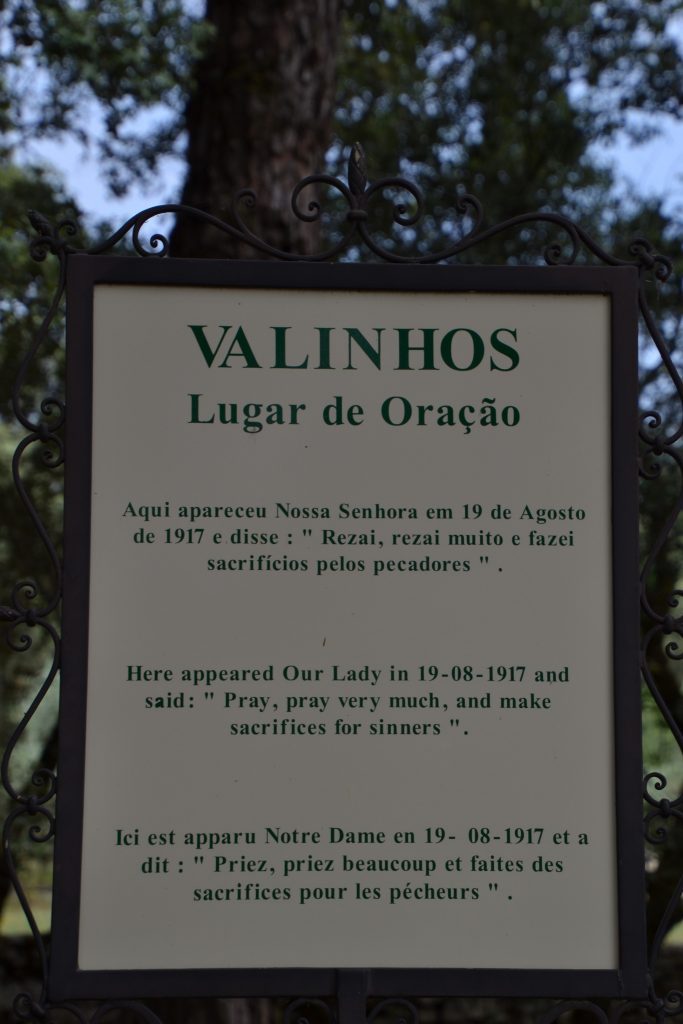 VALINHOS
Lugar de Oração
Aqui apareceu Nossa Senhora em 19 de Agosto
de 1917 e disse : " Rezai, rezai muito e fazei
sacrifícios pelos pecadores " .
Here appeared Our Lady in 19-08-1917 and
said: " Pray, pray very much, and make
sacrifices for sinners ".
Ici est apparu Notre Dame en 19- 08-1917 et a
dit : " Priez, priez beaucoup et faites des
sacrifices pour les pécheurs " .